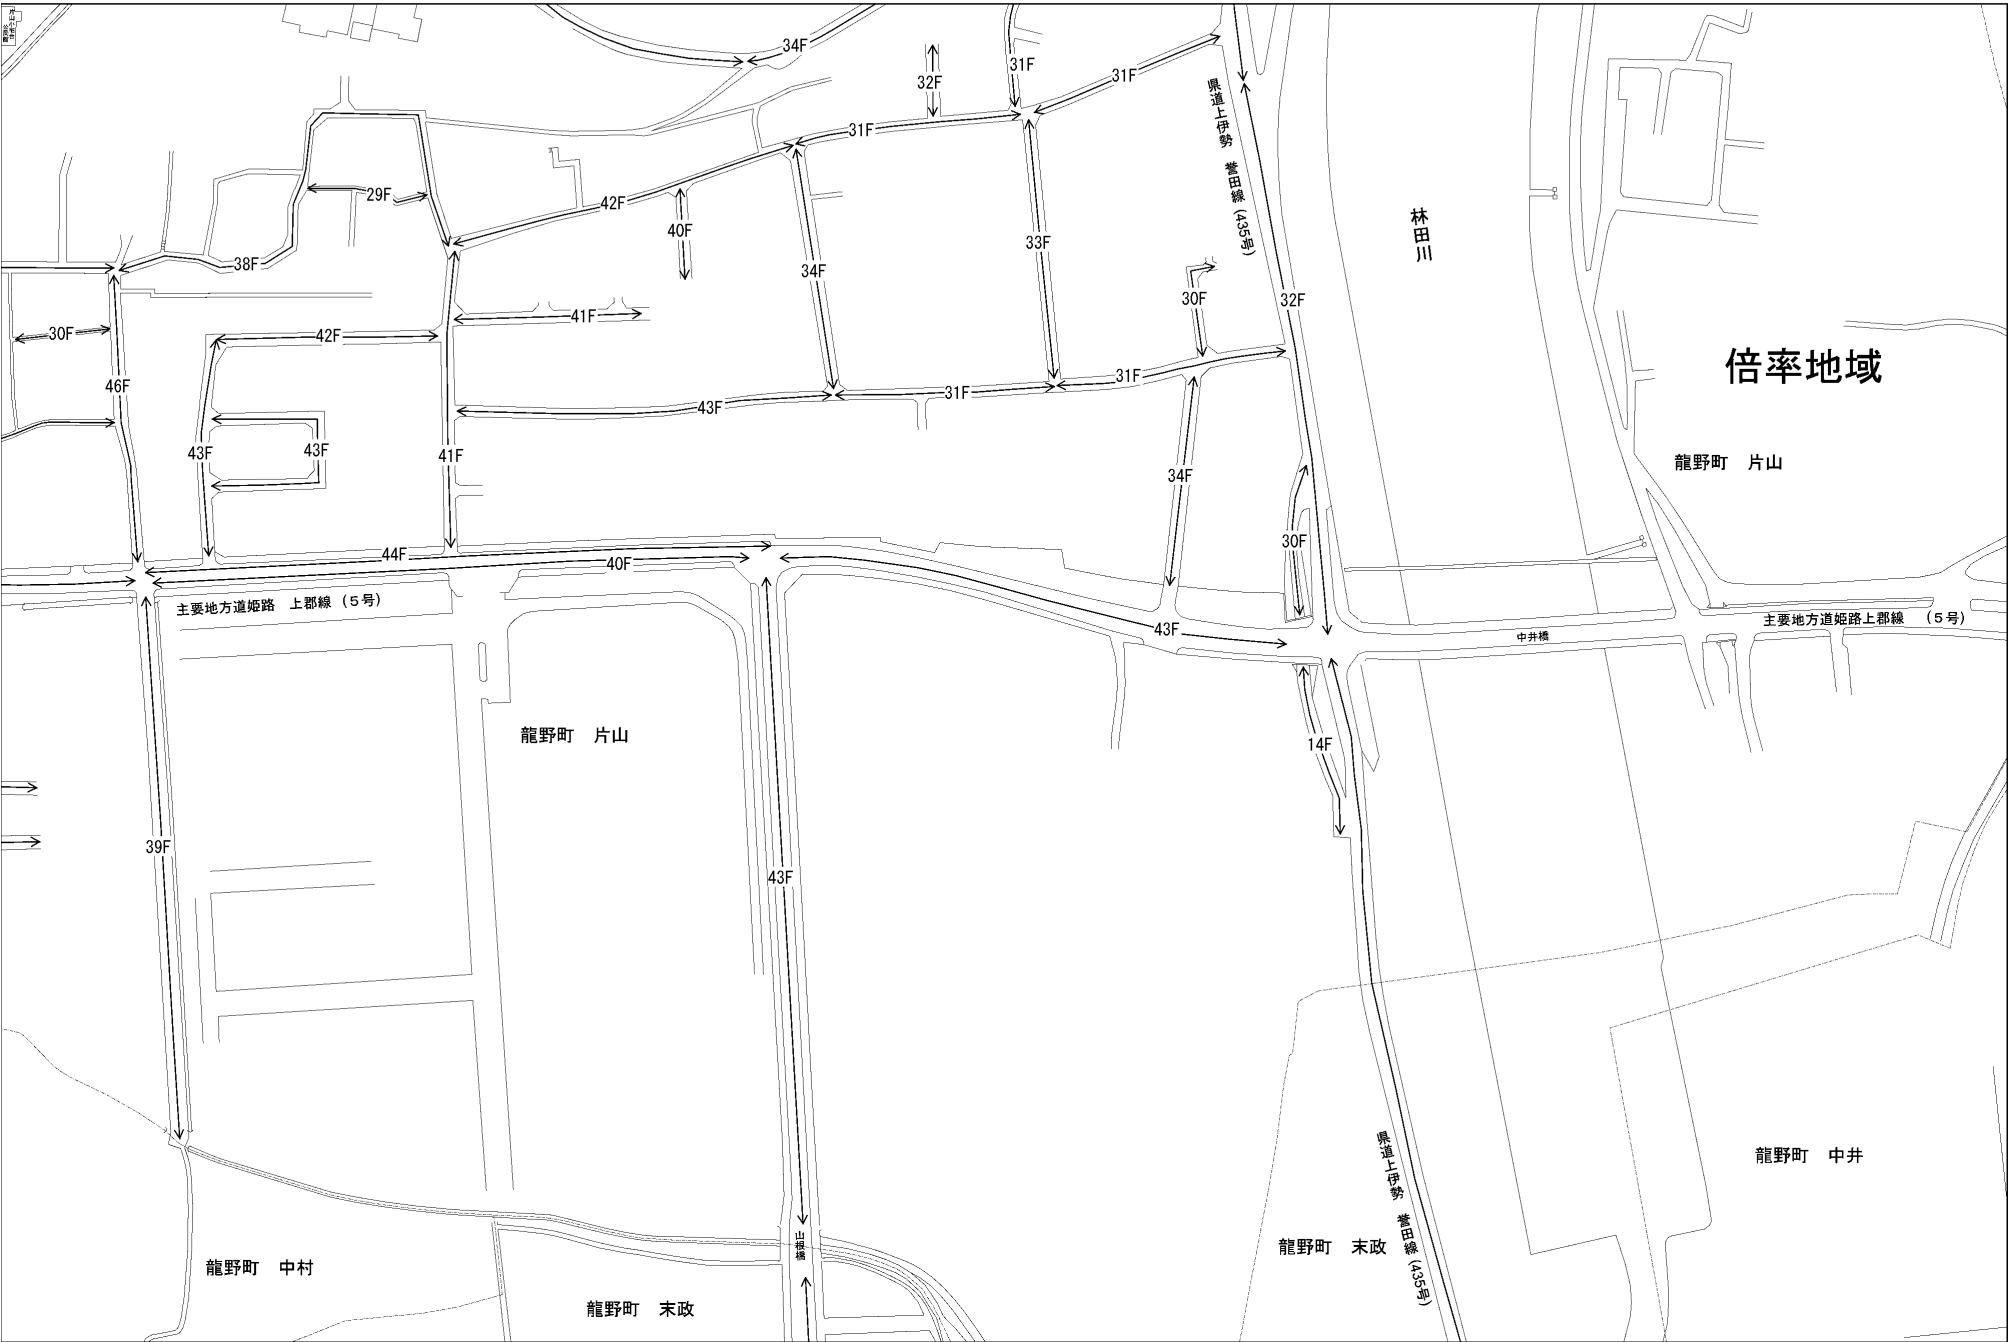 34F
31F
32F
31F
31F
県道上伊勢 誉田線(435号)
29F
42F
40F
林田川
33F
38F
34F
30F
32F
41F
30F
42F
倍率地域
46F
31F
31F
43F
龍野町 片山
43F
43F
41F
34F
30F
44F
40F
主要地方道姫路 上郡線(5号)
43F
中井橋
主要地方道姫路上郡線 (5号)
龍野町 片山
14F
39F
43F
県道上伊勢 誉田線(435号)
龍野町 中井
山根橋
龍野町 末政
龍野町 中村
龍野町 末政